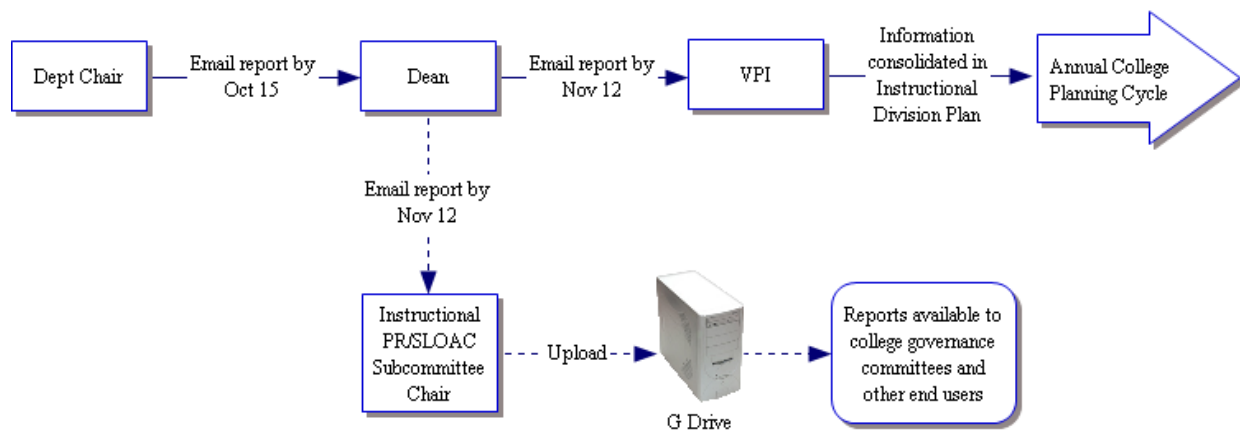 Dept Chair
Email report by
Oct 15
Dean
Email report by
Nov 12
VPI
Information
consolidated in
Instructional
Division Plan
Annual College
Planning Cycle
Email report by
Nov 12
Instructional
PR/SLOAC
Subcommittee
Chair
Upload
G Drive
Reports available to
college governance
committees and
other end users